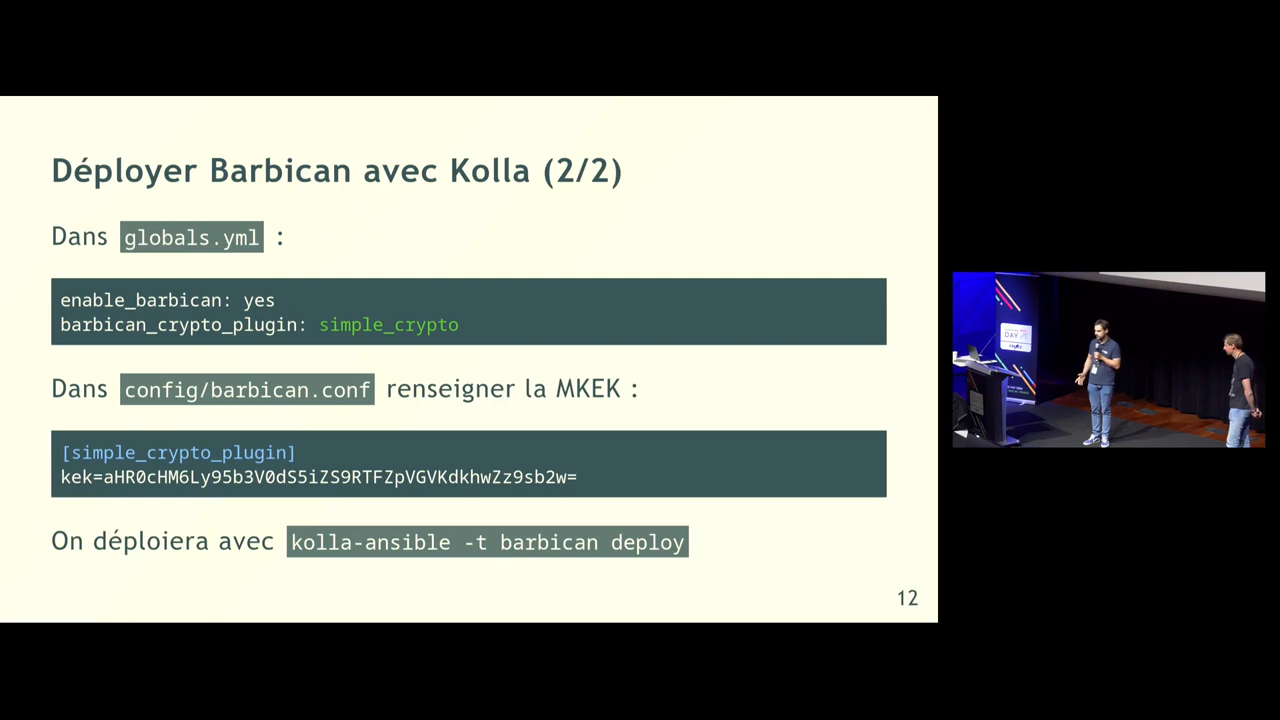 Déployer Barbican avec Kolla (2/2)
Dans globals.yml :
enable_barbican: yes
barbican_crypto_plugin: simple_crypto
Dans config/barbican.conf renseigner la MKEK :
[simple_crypto_plugin]
kek=aHR0cHM6Ly95b3V0dS5iZS9RTFZpVGVKdkhwZz9sb2w=
On déploiera avec kolla-ansible -t barbican deploy
12
DAY